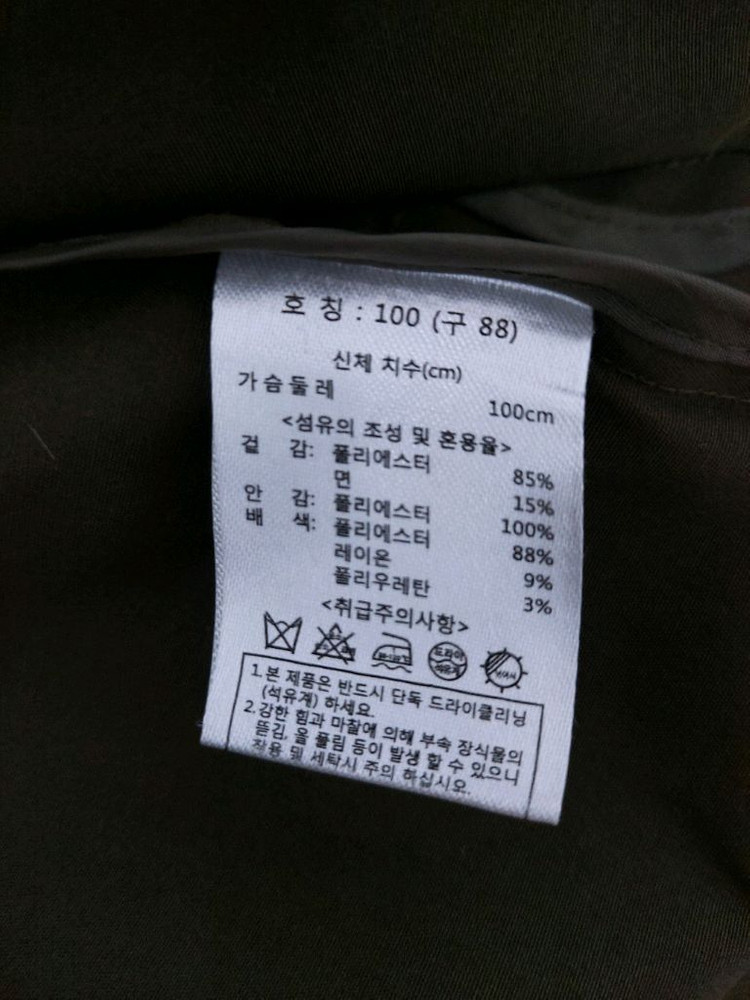 호 칭 : 100 (구 88)
신체 치수(cm)
가슴둘레 100cm
<섬유의 조성 및 혼용율>
겉 감: 폴리에스터 85%
면 15%
안 감: 폴리에스터 100%
배 색: 폴리에스터 88%
레이온 9%
폴리우레탄 3%
<취급주의사항>
드라이
석유계
1.본 제품은 반드시 단독 드라이클리닝
(석유계) 하세요.
2.강한 힘과 마찰에 의해 부속 장식물의
뜯김, 올 풀림 등이 발생 할 수 있으니
착용 및 세탁시 주의 하십시오.